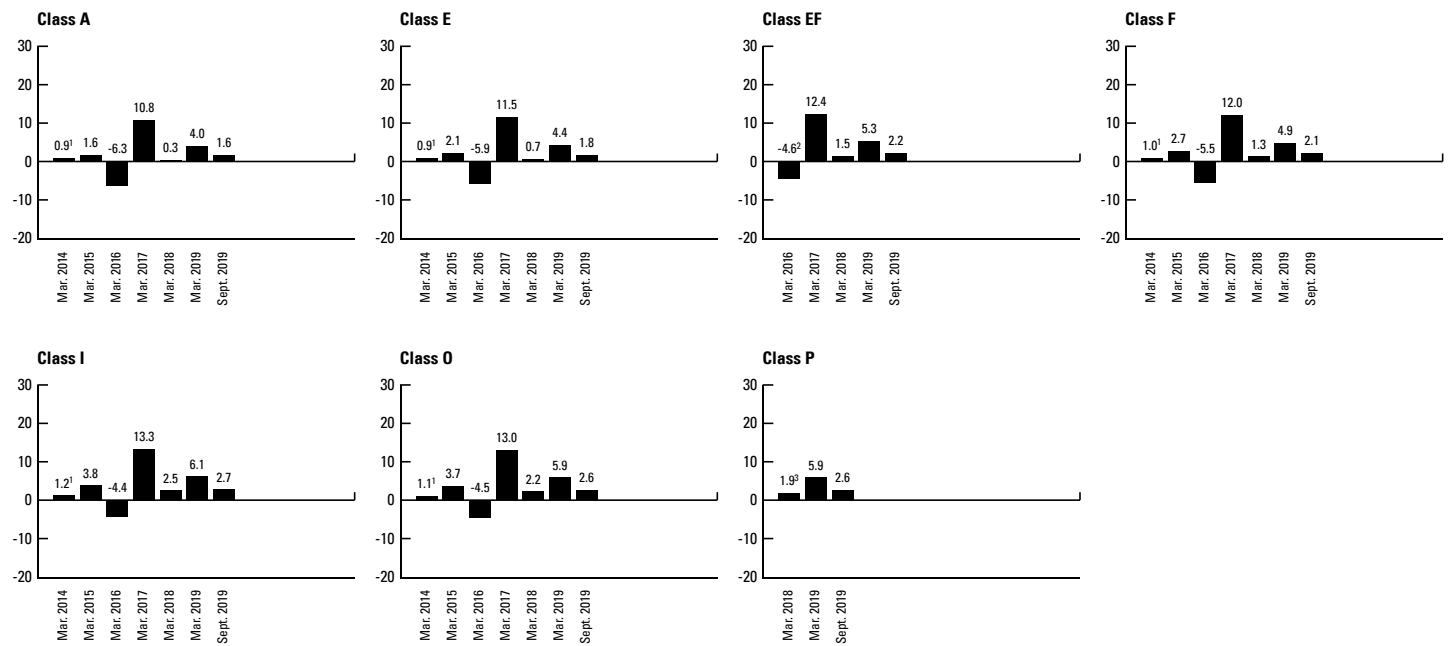 Class A
30
20
10
0
-10
-20
0.9¹ 1.6 -6.3 10.8 0.3 4.0 1.6
Mar. 2014
Mar. 2015
Mar. 2016
Mar. 2017
Mar. 2018
Mar. 2019
Sept. 2019
Class E
30
20
10
0
-10
-20
0.9¹ 2.1 -5.9 11.5 0.7 4.4 1.8
Mar. 2014
Mar. 2015
Mar. 2016
Mar. 2017
Mar. 2018
Mar. 2019
Sept. 2019
Class EF
30
20
10
0
-10
-20
-4.6² 12.4 1.5 5.3 2.2
Mar. 2016
Mar. 2017
Mar. 2018
Mar. 2019
Sept. 2019
Class F
30
20
10
0
-10
-20
1.0¹ 2.7 -5.5 12.0 1.3 4.9 2.1
Mar. 2014
Mar. 2015
Mar. 2016
Mar. 2017
Mar. 2018
Mar. 2019
Sept. 2019
Class I
30
20
10
0
-10
-20
1.2¹ 3.8 -4.4 13.3 2.5 6.1 2.7
Mar. 2014
Mar. 2015
Mar. 2016
Mar. 2017
Mar. 2018
Mar. 2019
Sept. 2019
Class O
30
20
10
0
-10
-20
1.1¹ 3.7 -4.5 13.0 2.2 5.9 2.6
Mar. 2014
Mar. 2015
Mar. 2016
Mar. 2017
Mar. 2018
Mar. 2019
Sept. 2019
Class P
30
20
10
0
-10
-20
1.9³ 5.9 2.6
Mar. 2018
Mar. 2019
Sept. 2019